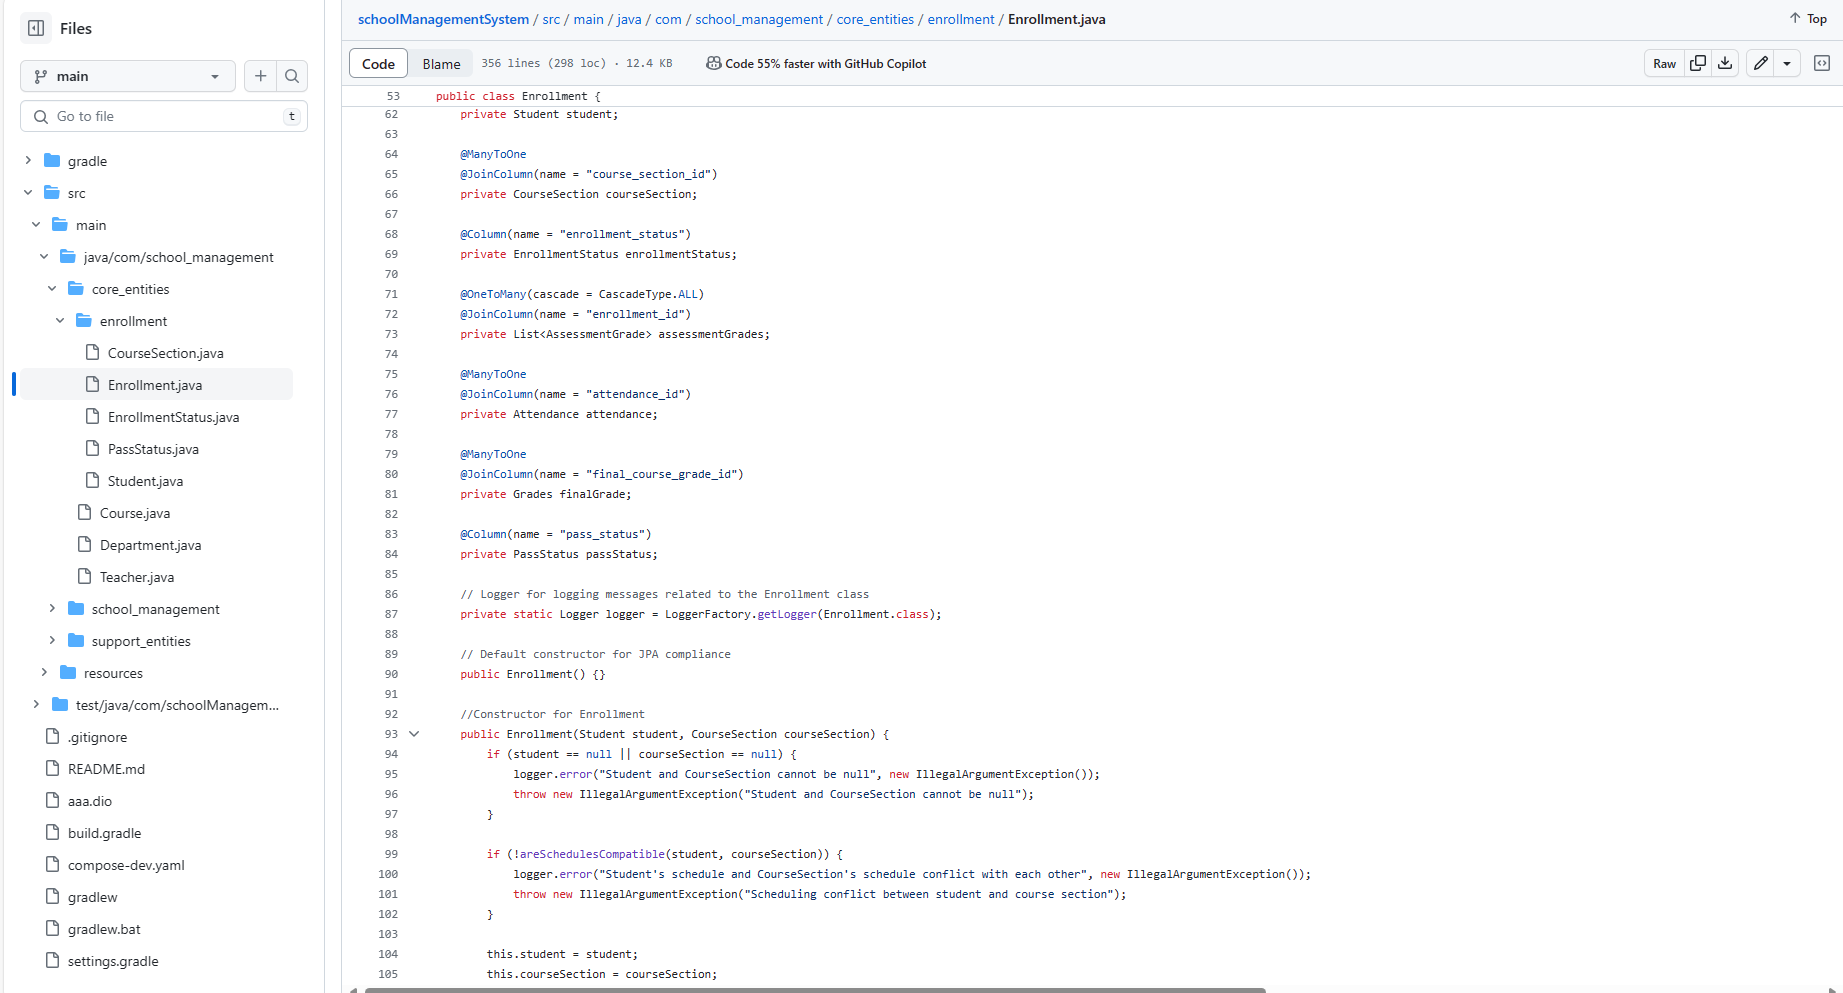 Files
main
Go to file
t
gradle
src
main
java/com/school_management
core_entities
enrollment
CourseSection.java
Enrollment.java
EnrollmentStatus.java
PassStatus.java
Student.java
Course.java
Department.java
Teacher.java
school_management
support_entities
resources
test/java/com/schoolManagem...
.gitignore
README.md
aaa.dio
build.gradle
compose-dev.yaml
gradlew
gradlew.bat
settings.gradle
schoolManagementSystem / src / main / java / com / school_management / core_entities / enrollment / Enrollment.java
Top
Code Blame 356 lines (298 loc) · 12.4 KB Code 55% faster with GitHub Copilot Raw
53 public class Enrollment {
62 private Student student;
63
64 @ManyToOne
65 @JoinColumn(name = "course_section_id")
66 private CourseSection courseSection;
67
68 @Column(name = "enrollment_status")
69 private EnrollmentStatus enrollmentStatus;
70
71 @OneToMany(cascade = CascadeType.ALL)
72 @JoinColumn(name = "enrollment_id")
73 private List<AssessmentGrade> assessmentGrades;
74
75 @ManyToOne
76 @JoinColumn(name = "attendance_id")
77 private Attendance attendance;
78
79 @ManyToOne
80 @JoinColumn(name = "final_course_grade_id")
81 private Grades finalGrade;
82
83 @Column(name = "pass_status")
84 private PassStatus passStatus;
85
86 // Logger for logging messages related to the Enrollment class
87 private static Logger logger = LoggerFactory.getLogger(Enrollment.class);
88
89 // Default constructor for JPA compliance
90 public Enrollment() {}
91
92 //Constructor for Enrollment
93 public Enrollment(Student student, CourseSection courseSection) {
94 if (student == null || courseSection == null) {
95 logger.error("Student and CourseSection cannot be null", new IllegalArgumentException());
96 throw new IllegalArgumentException("Student and CourseSection cannot be null");
97 }
98
99 if (!areSchedulesCompatible(student, courseSection)) {
100 logger.error("Student's schedule and CourseSection's schedule conflict with each other", new IllegalArgumentException());
101 throw new IllegalArgumentException("Scheduling conflict between student and course section");
102 }
103
104 this.student = student;
105 this.courseSection = courseSection;